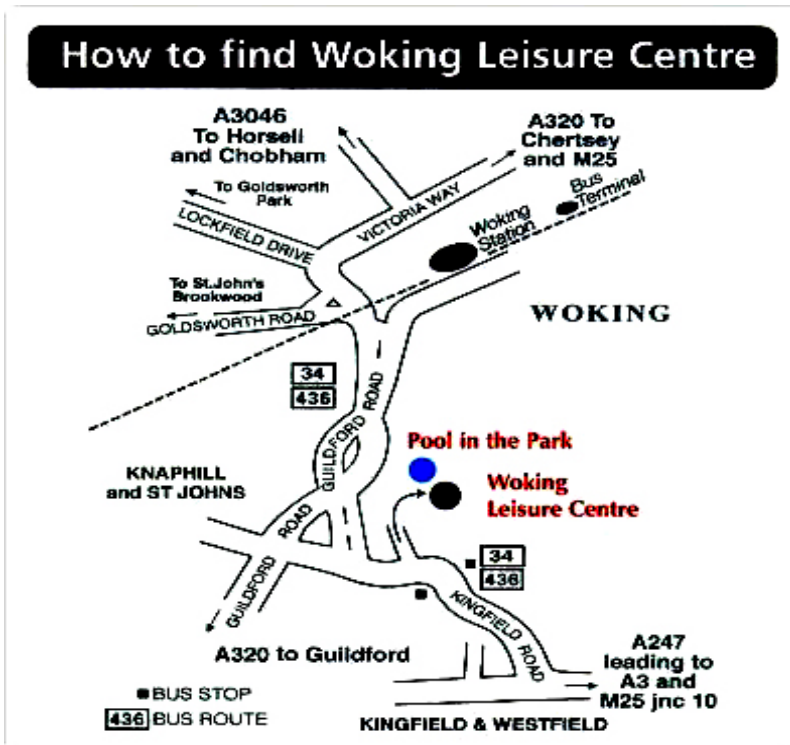 How to find Woking Leisure Centre
A3046
To Horsell
and Chobham
A320 To
Chertsey
and M25
To Goldsworth
Park
LOCKFIELD DRIVE
VICTORIA WAY
Bus
Terminal
Woking
Station
To St.John's
Brookwood
GOLDSWORTH ROAD
WOKING
34
436
GUILDFORD ROAD
Pool in the Park
Woking
Leisure Centre
KNAPHILL
and ST JOHNS
GUILDFORD ROAD
34
436
KINGFIELD ROAD
A320 to Guildford
A247
leading to
A3 and
M25 jnc 10
BUS STOP
436 BUS ROUTE
KINGFIELD & WESTFIELD